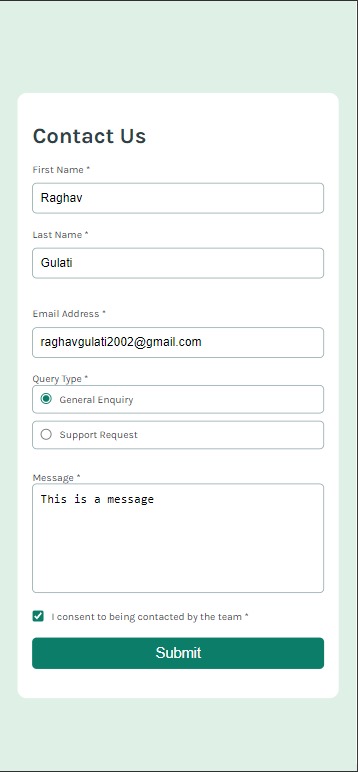 Contact Us
First Name *
Raghav
Last Name *
Gulati
Email Address *
raghavgulati2002@gmail.com
Query Type *
General Enquiry
Support Request
Message *
This is a message
I consent to being contacted by the team *
Submit